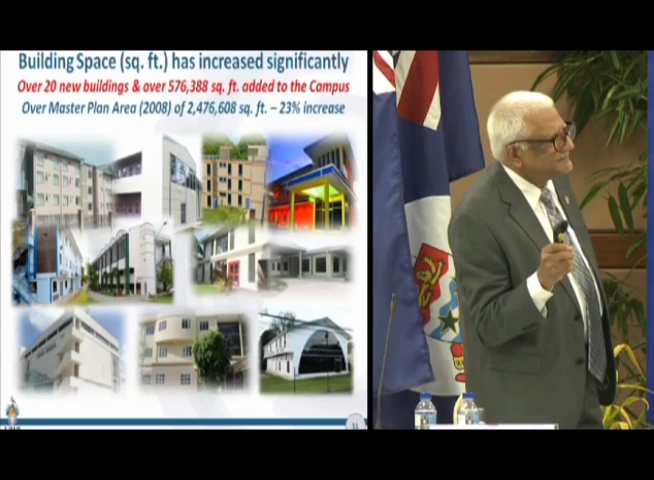 Building Space (sq. ft.) has increased significantly
Over 20 new buildings & over 576,388 sq. ft. added to the Campus
Over Master Plan Area (2008) of 2,476,608 sq. ft. – 23% increase